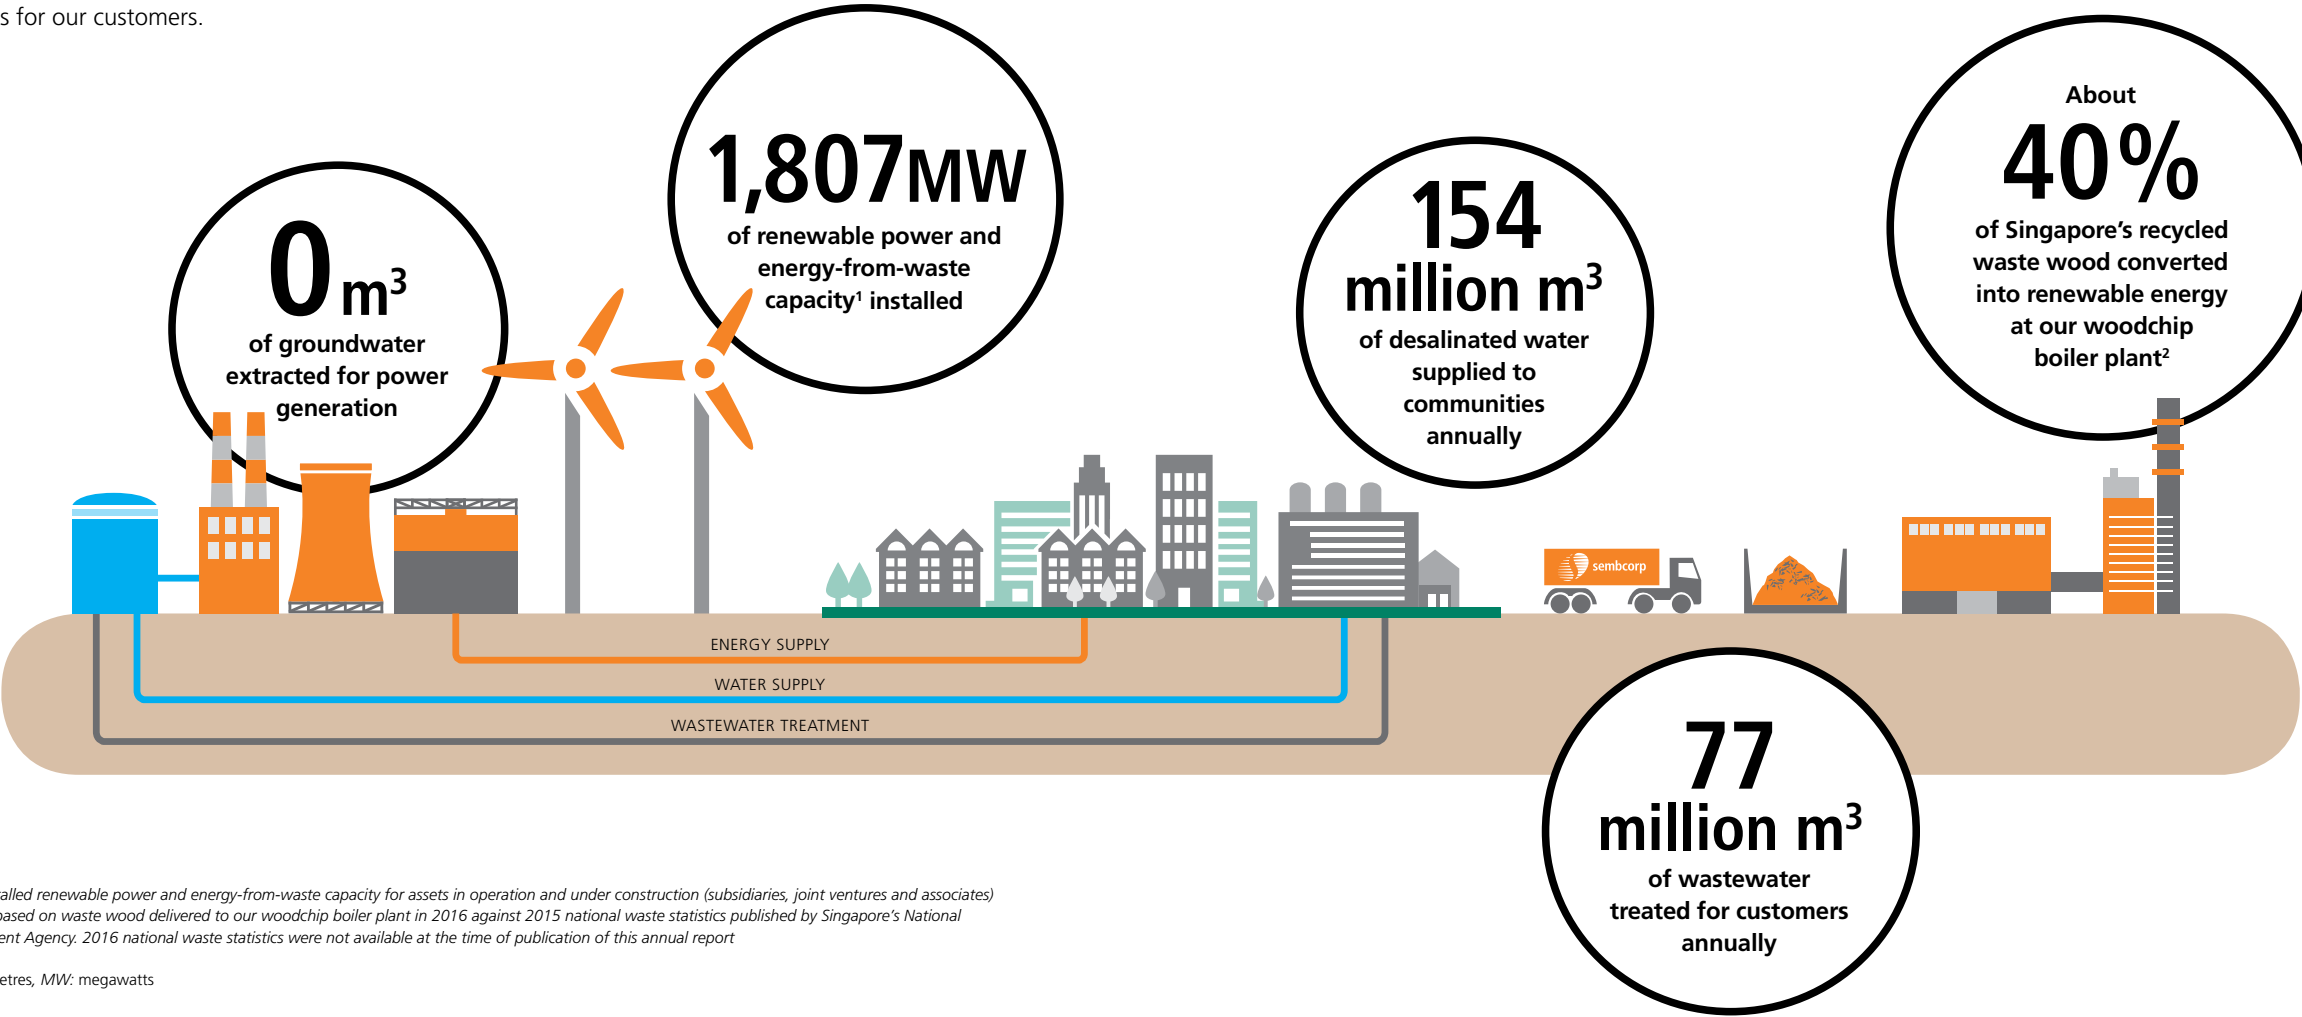 s for our customers.
0 m³
of groundwater
extracted for power
generation
1,807MW
of renewable power and
energy-from-waste
capacity¹ installed
154
million m³
of desalinated water
supplied to
communities
annually
About
40%
of Singapore’s recycled
waste wood converted
into renewable energy
at our woodchip
boiler plant²
sembcorp
ENERGY SUPPLY
WATER SUPPLY
WASTEWATER TREATMENT
77
million m³
of wastewater
treated for customers
annually
alled renewable power and energy-from-waste capacity for assets in operation and under construction (subsidiaries, joint ventures and associates)
based on waste wood delivered to our woodchip boiler plant in 2016 against 2015 national waste statistics published by Singapore’s National
ent Agency. 2016 national waste statistics were not available at the time of publication of this annual report
etres, MW: megawatts